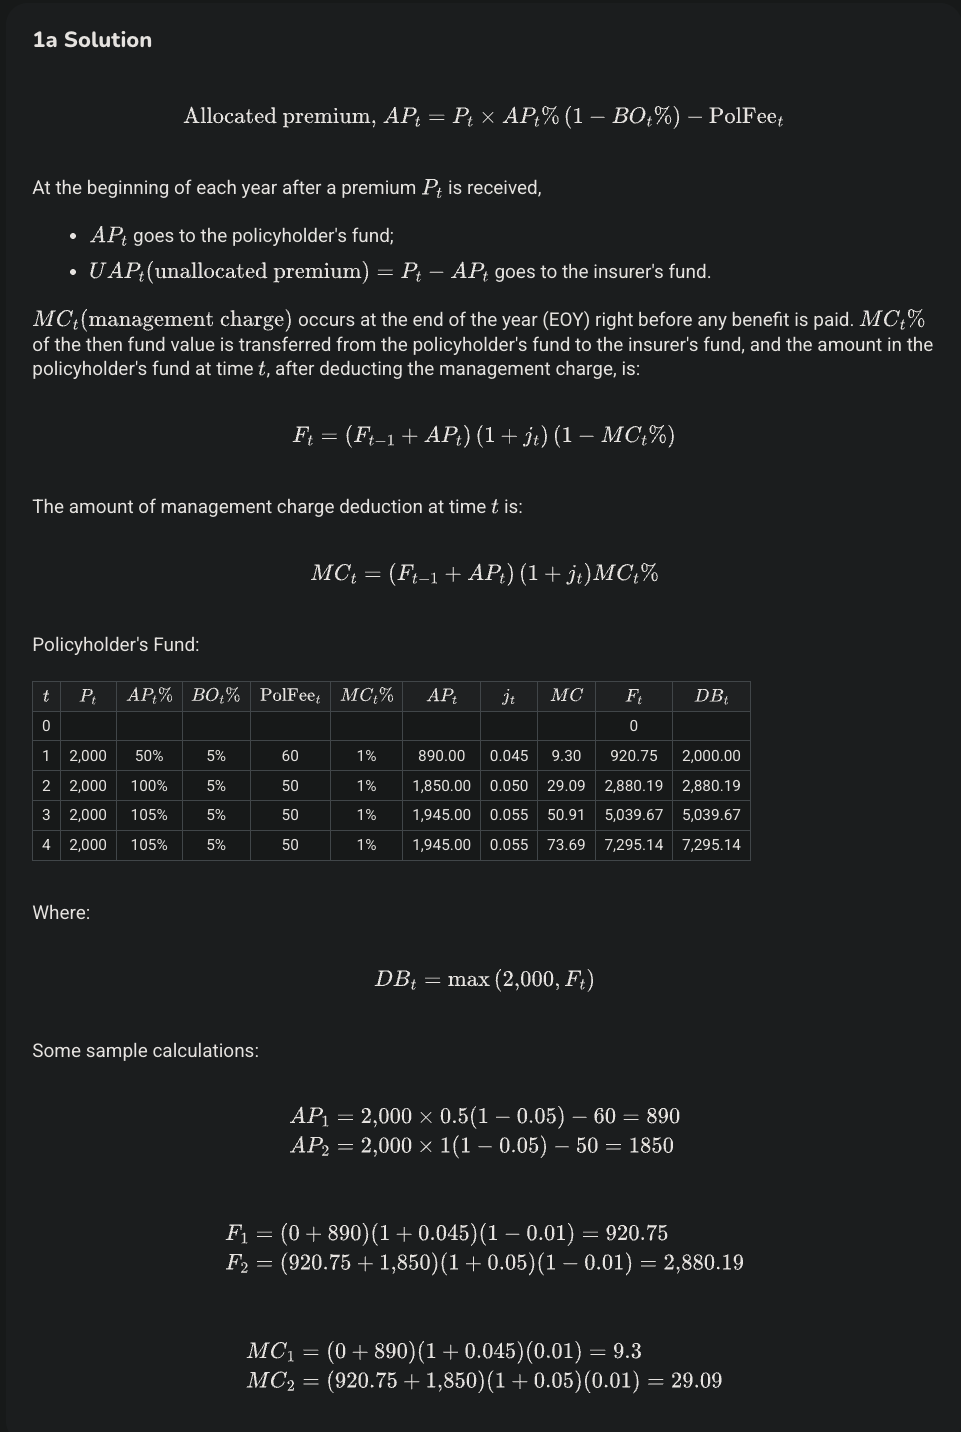 1a Solution
Allocated premium, AP_t = P_t × AP_t% (1 − BO_t%) − PolFee_t
At the beginning of each year after a premium P_t is received,
• AP_t goes to the policyholder's fund;
• UAP_t(unallocated premium) = P_t − AP_t goes to the insurer's fund.
MC_t(management charge) occurs at the end of the year (EOY) right before any benefit is paid. MC_t%
of the then fund value is transferred from the policyholder's fund to the insurer's fund, and the amount in the
policyholder's fund at time t, after deducting the management charge, is:
F_t = (F_{t−1} + AP_t) (1 + j_t) (1 − MC_t%)
The amount of management charge deduction at time t is:
MC_t = (F_{t−1} + AP_t) (1 + j_t)MC_t%
Policyholder's Fund:
t P_t AP_t% BO_t% PolFee_t MC_t% AP_t j_t MC F_t DB_t
0 0
1 2,000 50% 5% 60 1% 890.00 0.045 9.30 920.75 2,000.00
2 2,000 100% 5% 50 1% 1,850.00 0.050 29.09 2,880.19 2,880.19
3 2,000 105% 5% 50 1% 1,945.00 0.055 50.91 5,039.67 5,039.67
4 2,000 105% 5% 50 1% 1,945.00 0.055 73.69 7,295.14 7,295.14
Where:
DB_t = max (2,000, F_t)
Some sample calculations:
AP_1 = 2,000 × 0.5(1 − 0.05) − 60 = 890
AP_2 = 2,000 × 1(1 − 0.05) − 50 = 1850
F_1 = (0 + 890)(1 + 0.045)(1 − 0.01) = 920.75
F_2 = (920.75 + 1,850)(1 + 0.05)(1 − 0.01) = 2,880.19
MC_1 = (0 + 890)(1 + 0.045)(0.01) = 9.3
MC_2 = (920.75 + 1,850)(1 + 0.05)(0.01) = 29.09